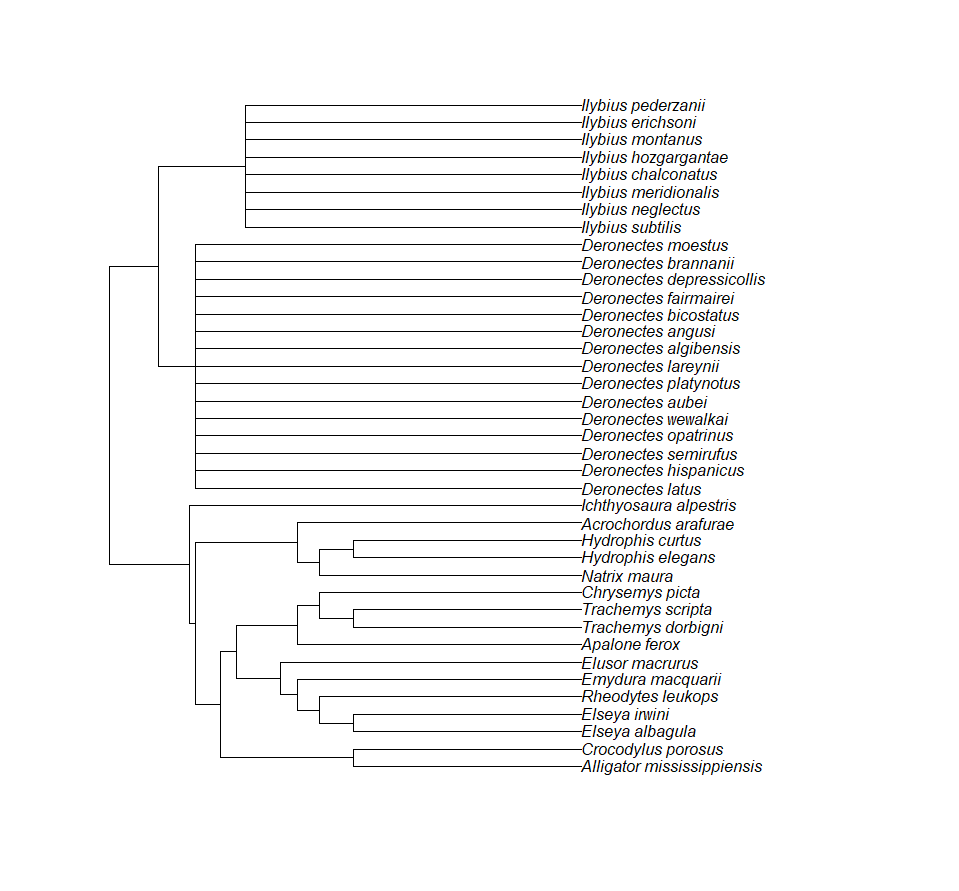 Ilybius pederzanii
Ilybius erichsoni
Ilybius montanus
Ilybius hozgargantae
Ilybius chalconatus
Ilybius meridionalis
Ilybius neglectus
Ilybius subtilis
Deronectes moestus
Deronectes brannanii
Deronectes depressicollis
Deronectes fairmairei
Deronectes bicostatus
Deronectes angusi
Deronectes algibensis
Deronectes lareynii
Deronectes platynotus
Deronectes aubei
Deronectes wewalkai
Deronectes opatrinus
Deronectes semirufus
Deronectes hispanicus
Deronectes latus
Ichthyosaura alpestris
Acrochordus arafurae
Hydrophis curtus
Hydrophis elegans
Natrix maura
Chrysemys picta
Trachemys scripta
Trachemys dorbigni
Apalone ferox
Elusor macrurus
Emydura macquarii
Rheodytes leukops
Elseya irwini
Elseya albagula
Crocodylus porosus
Alligator mississippiensis